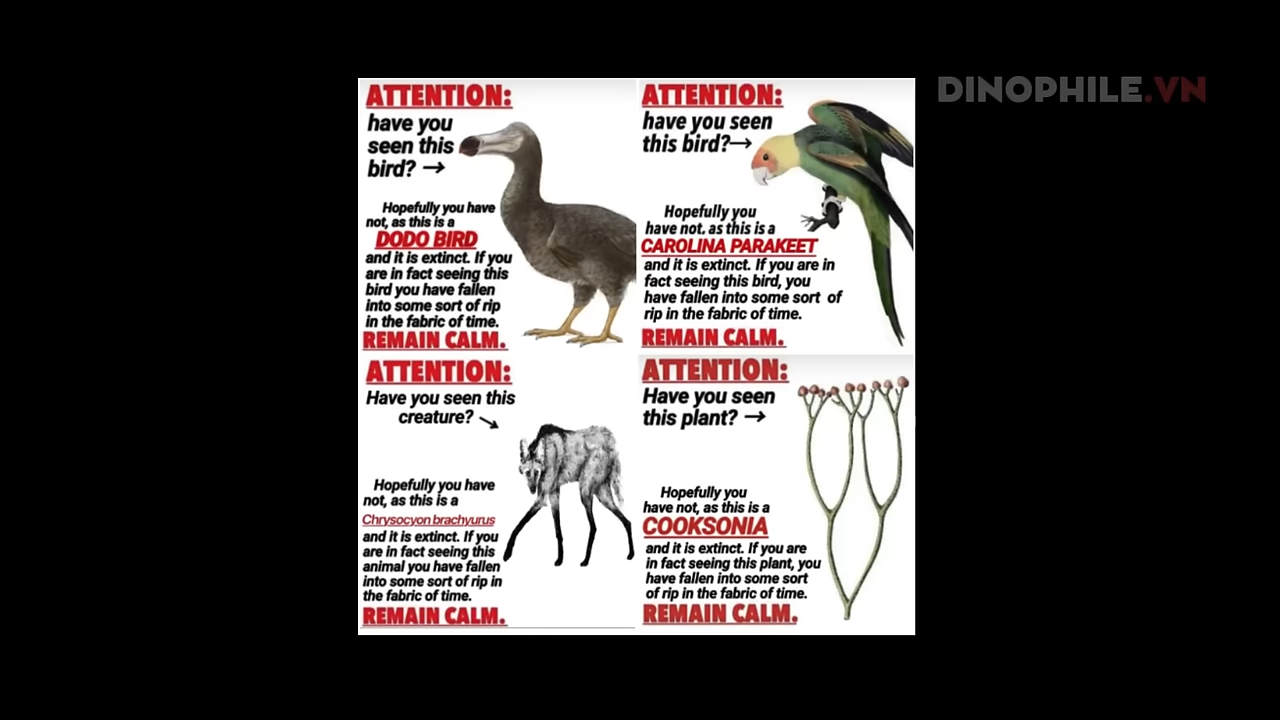 DINOPHILE.VN
ATTENTION:
have you
seen this
bird? →
Hopefully you have
not, as this is a
DODO BIRD
and it is extinct. If you
are in fact seeing this
bird you have fallen
into some sort of rip
in the fabric of time.
REMAIN CALM.
ATTENTION:
have you seen
this bird?→
Hopefully you
have not. as this is a
CAROLINA PARAKEET
and it is extinct. If you are in
fact seeing this bird, you
have fallen into some sort of
rip in the fabric of time.
REMAIN CALM.
ATTENTION:
Have you seen this
creature? ↘
Hopefully you have
not, as this is a
Chrysocyon brachyurus
and it is extinct. If you
are in fact seeing this
animal you have fallen
into some sort of rip in
the fabric of time.
REMAIN CALM.
ATTENTION:
Have you seen
this plant? →
Hopefully you
have not, as this is a
COOKSONIA
and it is extinct. If you are
in fact seeing this plant, you
have fallen into some sort
of rip in the fabric of time.
REMAIN CALM.